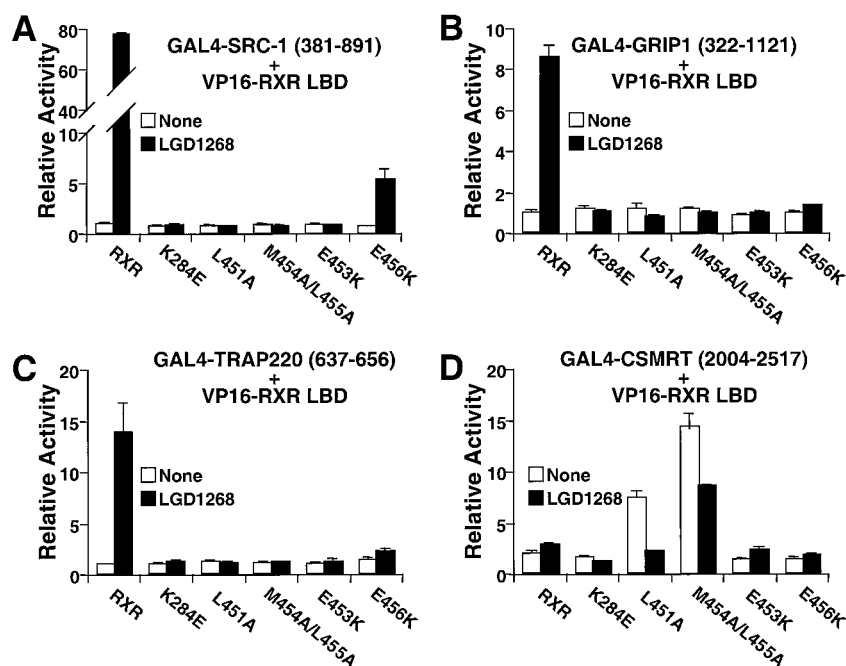 A
GAL4-SRC-1 (381-891)
+
VP16-RXR LBD
Relative Activity
80
60
40
10
5
0
None
LGD1268
RXR
K284E
L451A
M454A/L455A
E453K
E456K
B
GAL4-GRIP1 (322-1121)
+
VP16-RXR LBD
Relative Activity
10
8
6
4
2
0
None
LGD1268
RXR
K284E
L451A
M454A/L455A
E453K
E456K
C
GAL4-TRAP220 (637-656)
+
VP16-RXR LBD
Relative Activity
20
15
10
5
0
None
LGD1268
RXR
K284E
L451A
M454A/L455A
E453K
E456K
D
GAL4-CSMRT (2004-2517)
+
VP16-RXR LBD
Relative Activity
20
15
10
5
0
None
LGD1268
RXR
K284E
L451A
M454A/L455A
E453K
E456K